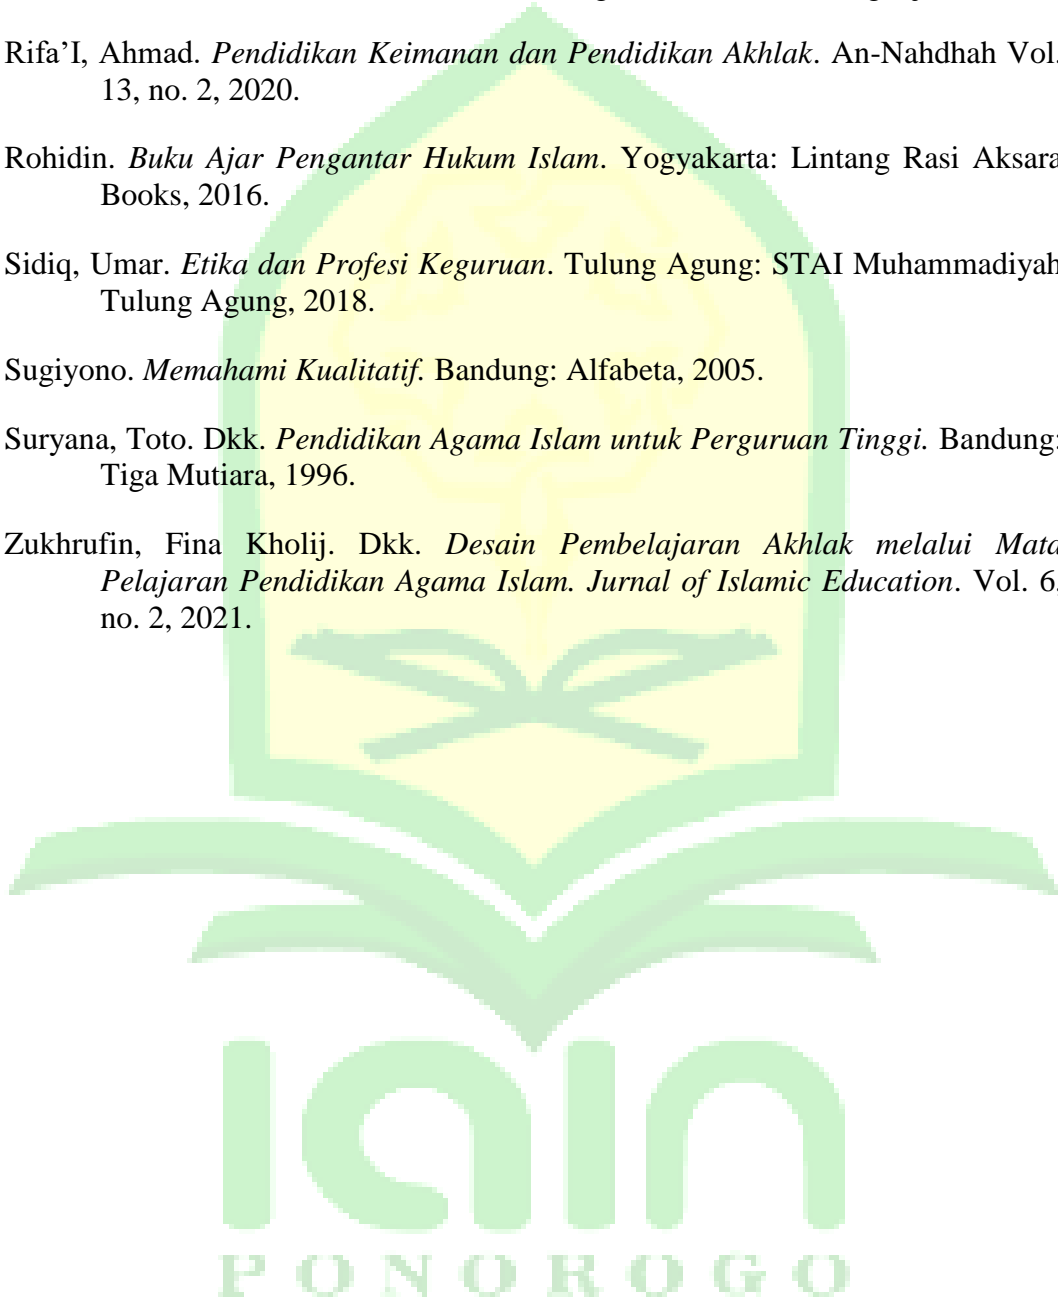 Rifa’I, Ahmad. Pendidikan Keimanan dan Pendidikan Akhlak. An-Nahdhah Vol.
13, no. 2, 2020.
Rohidin. Buku Ajar Pengantar Hukum Islam. Yogyakarta: Lintang Rasi Aksara
Books, 2016.
Sidiq, Umar. Etika dan Profesi Keguruan. Tulung Agung: STAI Muhammadiyah
Tulung Agung, 2018.
Sugiyono. Memahami Kualitatif. Bandung: Alfabeta, 2005.
Suryana, Toto. Dkk. Pendidikan Agama Islam untuk Perguruan Tinggi. Bandung:
Tiga Mutiara, 1996.
Zukhrufin, Fina Kholij. Dkk. Desain Pembelajaran Akhlak melalui Mata
Pelajaran Pendidikan Agama Islam. Jurnal of Islamic Education. Vol. 6,
no. 2, 2021.
iain
PONOROGO